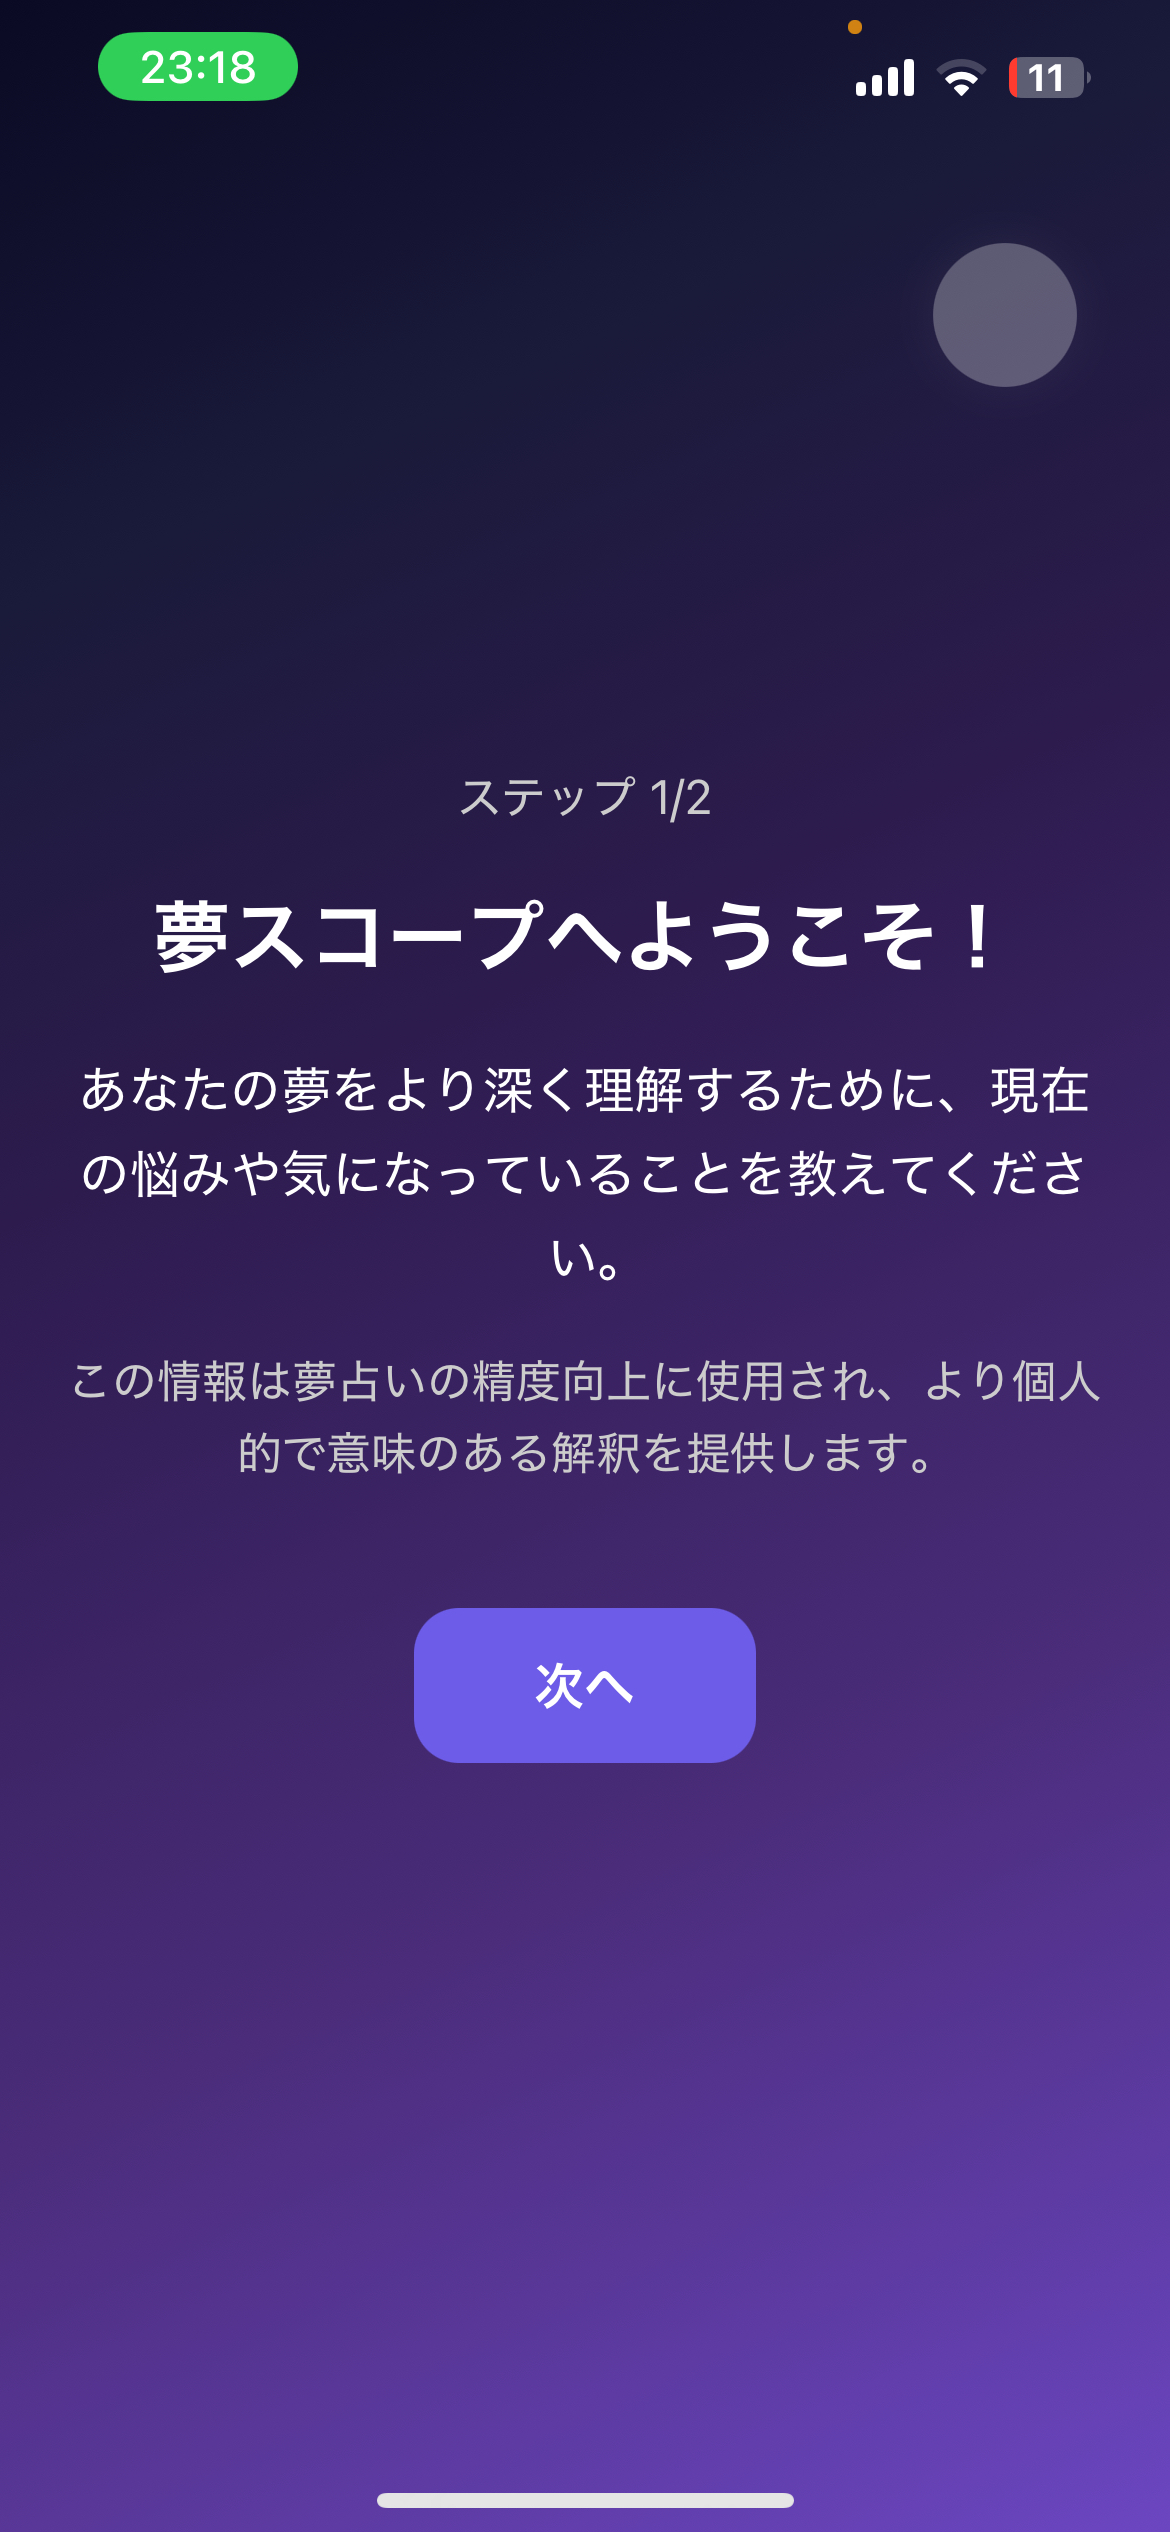 23:18
11
ステップ 1/2
夢スコープへようこそ！
あなたの夢をより深く理解するために、現在
の悩みや気になっていることを教えてくださ
い。
この情報は夢占いの精度向上に使用され、より個人
的で意味のある解釈を提供します。
次へ